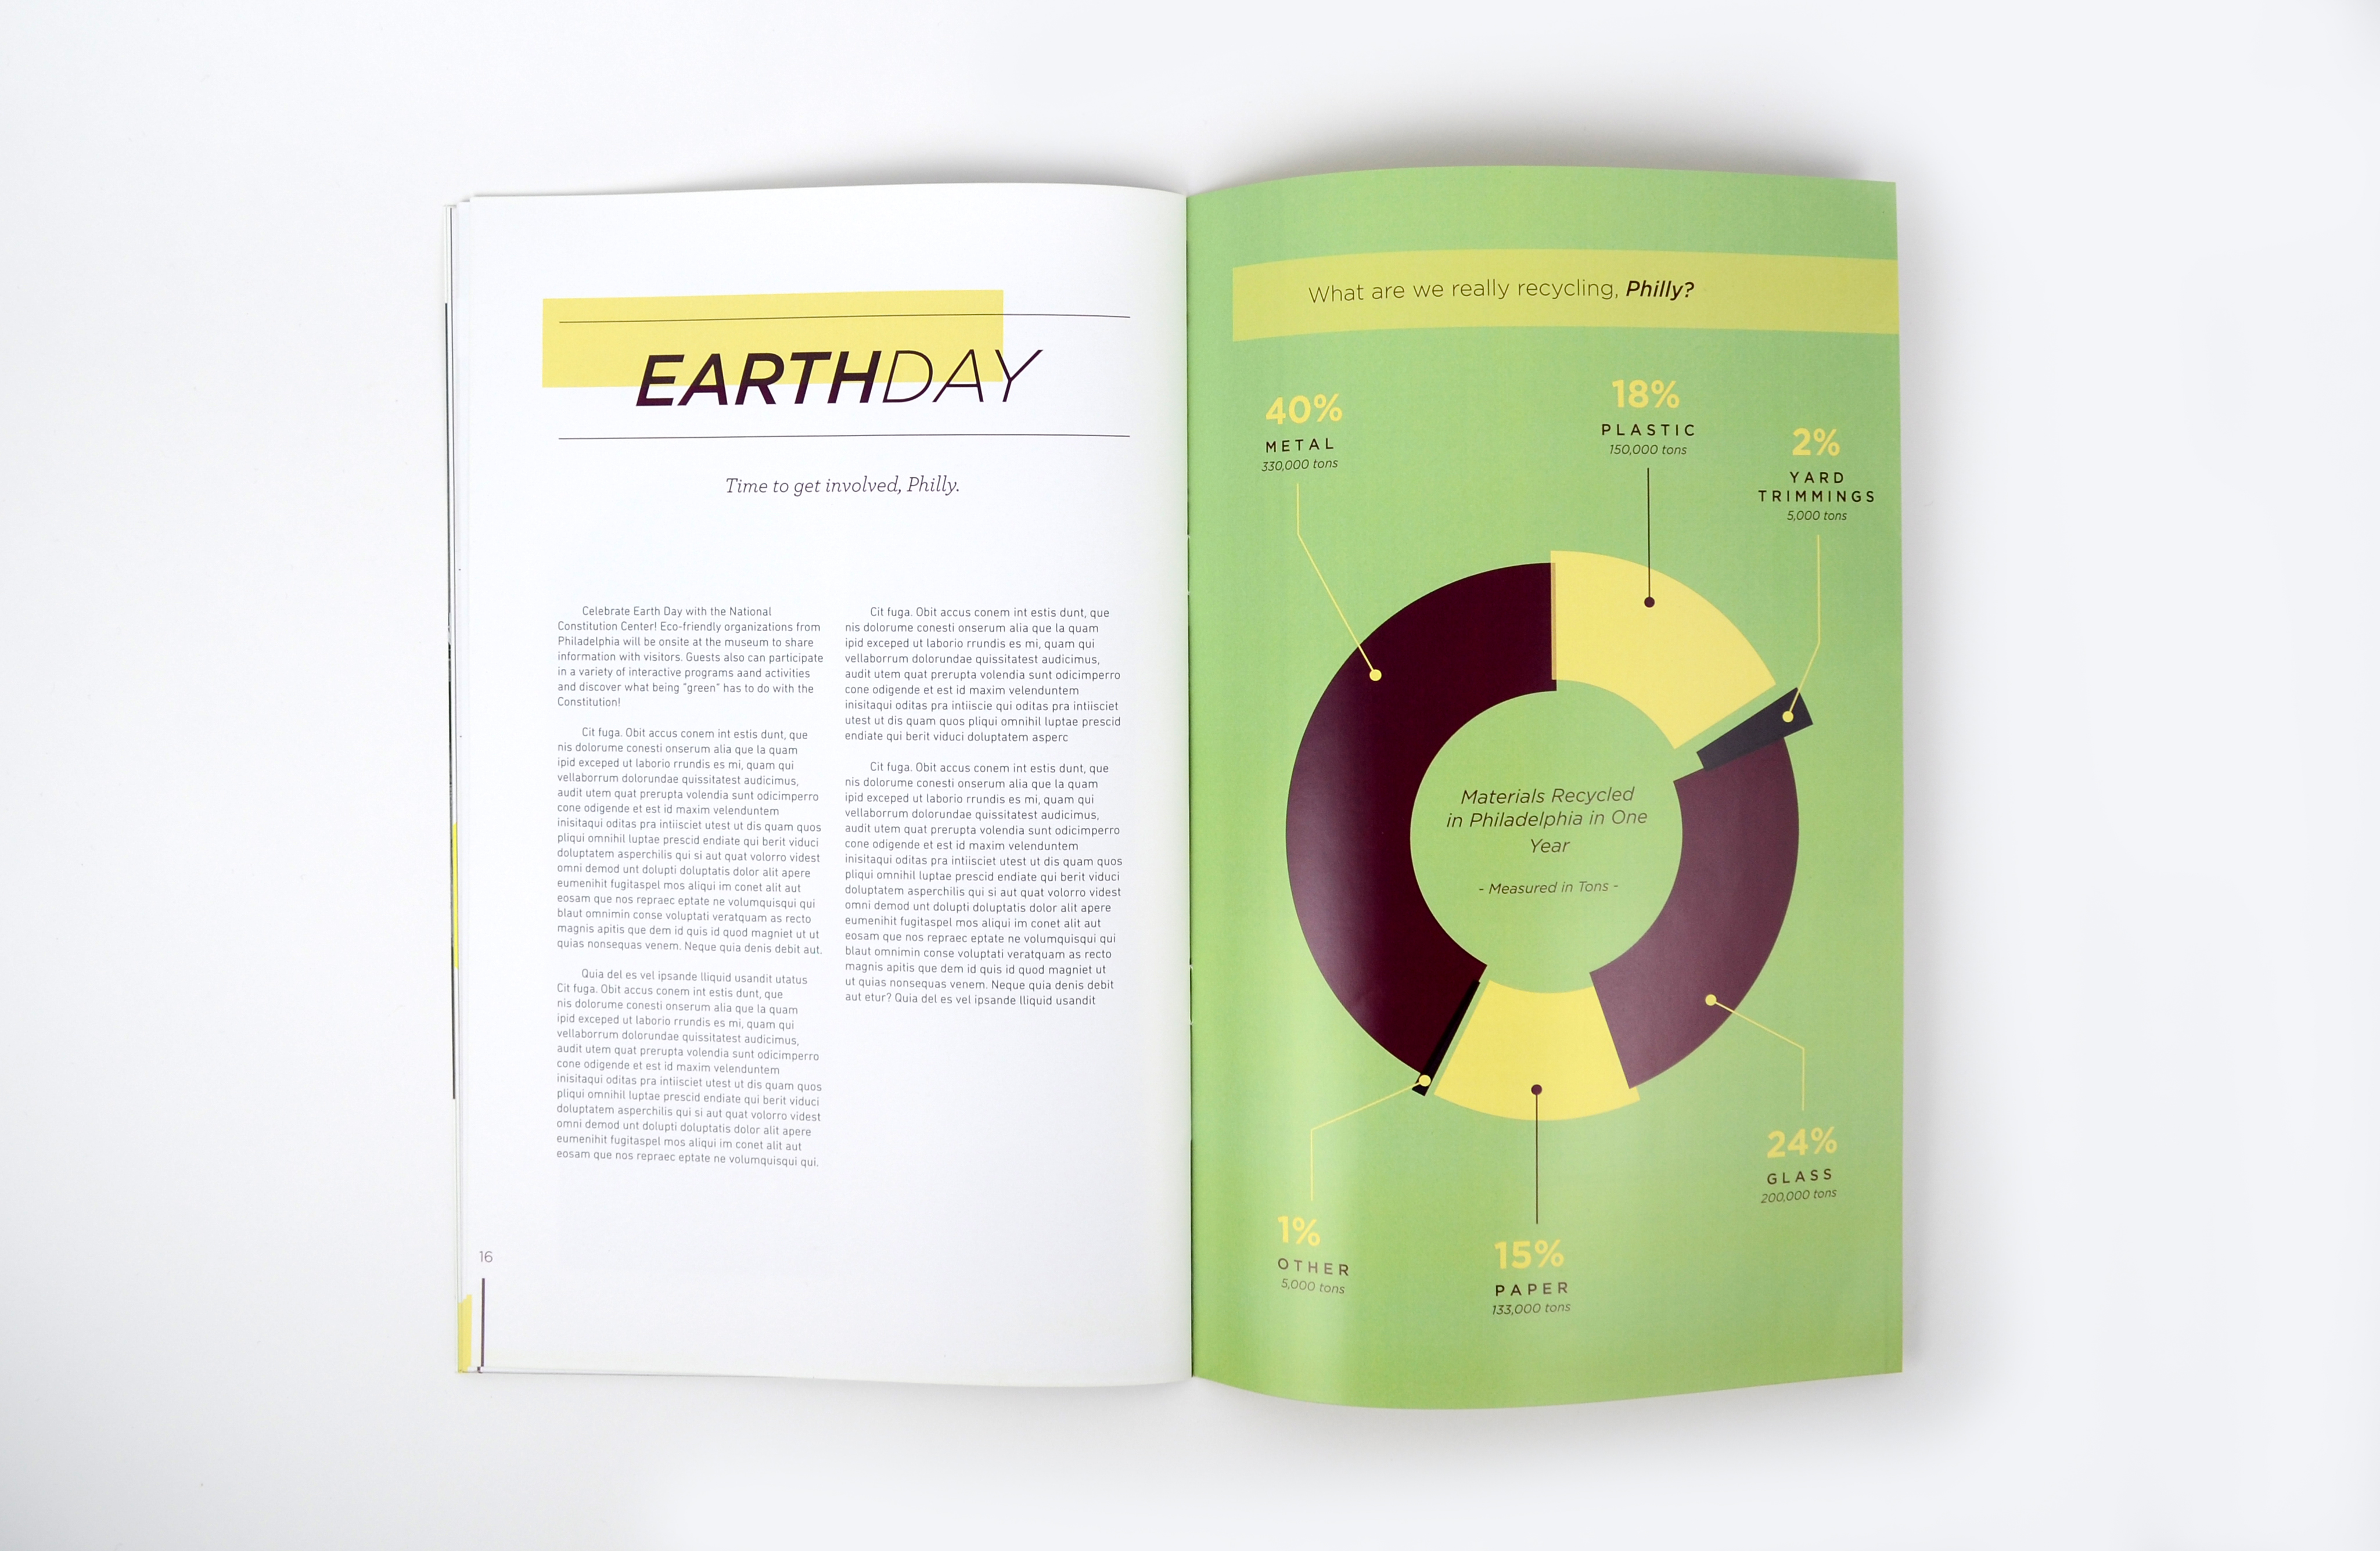 EARTHDAY
Time to get involved, Philly.
Celebrate Earth Day with the National
Constitution Center! Eco-friendly organizations from
Philadelphia will be onsite at the museum to share
information with visitors. Guests also can participate
in a variety of interactive programs aand activities
and discover what being "green" has to do with the
Constitution!
Cit fuga. Obit accus conem int estis dunt, que
nis dolorume conesti onserum alia que la quam
ipid exceped ut laborio rrundis es mi, quam qui
vellaborrum dolorundae quissitatest audicimus,
audit utem quat prerupta volendia sunt odicimperro
cone odigende et est id maxim velenduntem
inisitaqui oditas pra intiisciet utest ut dis quam quos
pliqui omnihil luptae prescid endiate qui berit viduci
doluptatem asperchilis qui si aut quat volorro videst
omni demod unt dolupti doluptatis dolor alit apere
eumenihit fugitaspel mos aliqui im conet alit aut
eosam que nos repraec eptate ne volumquisqui qui
blaut omnimin conse voluptati veratquam as recto
magnis apitis que dem id quis id quod magniet ut ut
quias nonsequas venem. Neque quia denis debit aut.
Quia del es vel ipsande lliquid usandit utatus
Cit fuga. Obit accus conem int estis dunt, que
nis dolorume conesti onserum alia que la quam
ipid exceped ut laborio rrundis es mi, quam qui
vellaborrum dolorundae quissitatest audicimus,
audit utem quat prerupta volendia sunt odicimperro
cone odigende et est id maxim velenduntem
inisitaqui oditas pra intiisciet utest ut dis quam quos
pliqui omnihil luptae prescid endiate qui berit viduci
doluptatem asperchilis qui si aut quat volorro videst
omni demod unt dolupti doluptatis dolor alit apere
eumenihit fugitaspel mos aliqui im conet alit aut
eosam que nos repraec eptate ne volumquisqui qui.
Cit fuga. Obit accus conem int estis dunt, que
nis dolorume conesti onserum alia que la quam
ipid exceped ut laborio rrundis es mi, quam qui
vellaborrum dolorundae quissitatest audicimus,
audit utem quat prerupta volendia sunt odicimperro
cone odigende et est id maxim velenduntem
inisitaqui oditas pra intiiscie qui oditas pra intiisciet
utest ut dis quam quos pliqui omnihil luptae prescid
endiate qui berit viduci doluptatem asperc
Cit fuga. Obit accus conem int estis dunt, que
nis dolorume conesti onserum alia que la quam
ipid exceped ut laborio rrundis es mi, quam qui
vellaborrum dolorundae quissitatest audicimus,
audit utem quat prerupta volendia sunt odicimperro
cone odigende et est id maxim velenduntem
inisitaqui oditas pra intiisciet utest ut dis quam quos
pliqui omnihil luptae prescid endiate qui berit viduci
doluptatem asperchilis qui si aut quat volorro videst
omni demod unt dolupti doluptatis dolor alit apere
eumenihit fugitaspel mos aliqui im conet alit aut
eosam que nos repraec eptate ne volumquisqui qui
blaut omnimin conse voluptati veratquam as recto
magnis apitis que dem id quis id quod magniet ut
ut quias nonsequas venem. Neque quia denis debit
aut etur? Quia del es vel ipsande lliquid usandit
16
What are we really recycling, Philly?
40%
METAL
330,000 tons
18%
PLASTIC
150,000 tons
2%
YARD
TRIMMINGS
5,000 tons
Materials Recycled
in Philadelphia in One
Year
- Measured in Tons -
24%
GLASS
200,000 tons
1%
OTHER
5,000 tons
15%
PAPER
133,000 tons